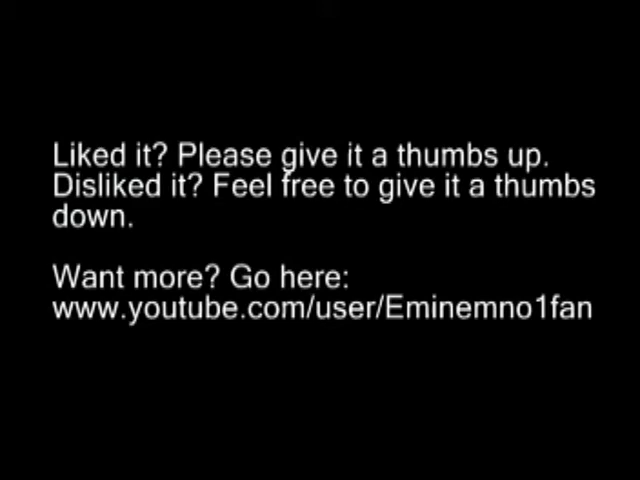 Liked it? Please give it a thumbs up.
Disliked it? Feel free to give it a thumbs
down.
Want more? Go here:
www.youtube.com/user/Eminemno1fan